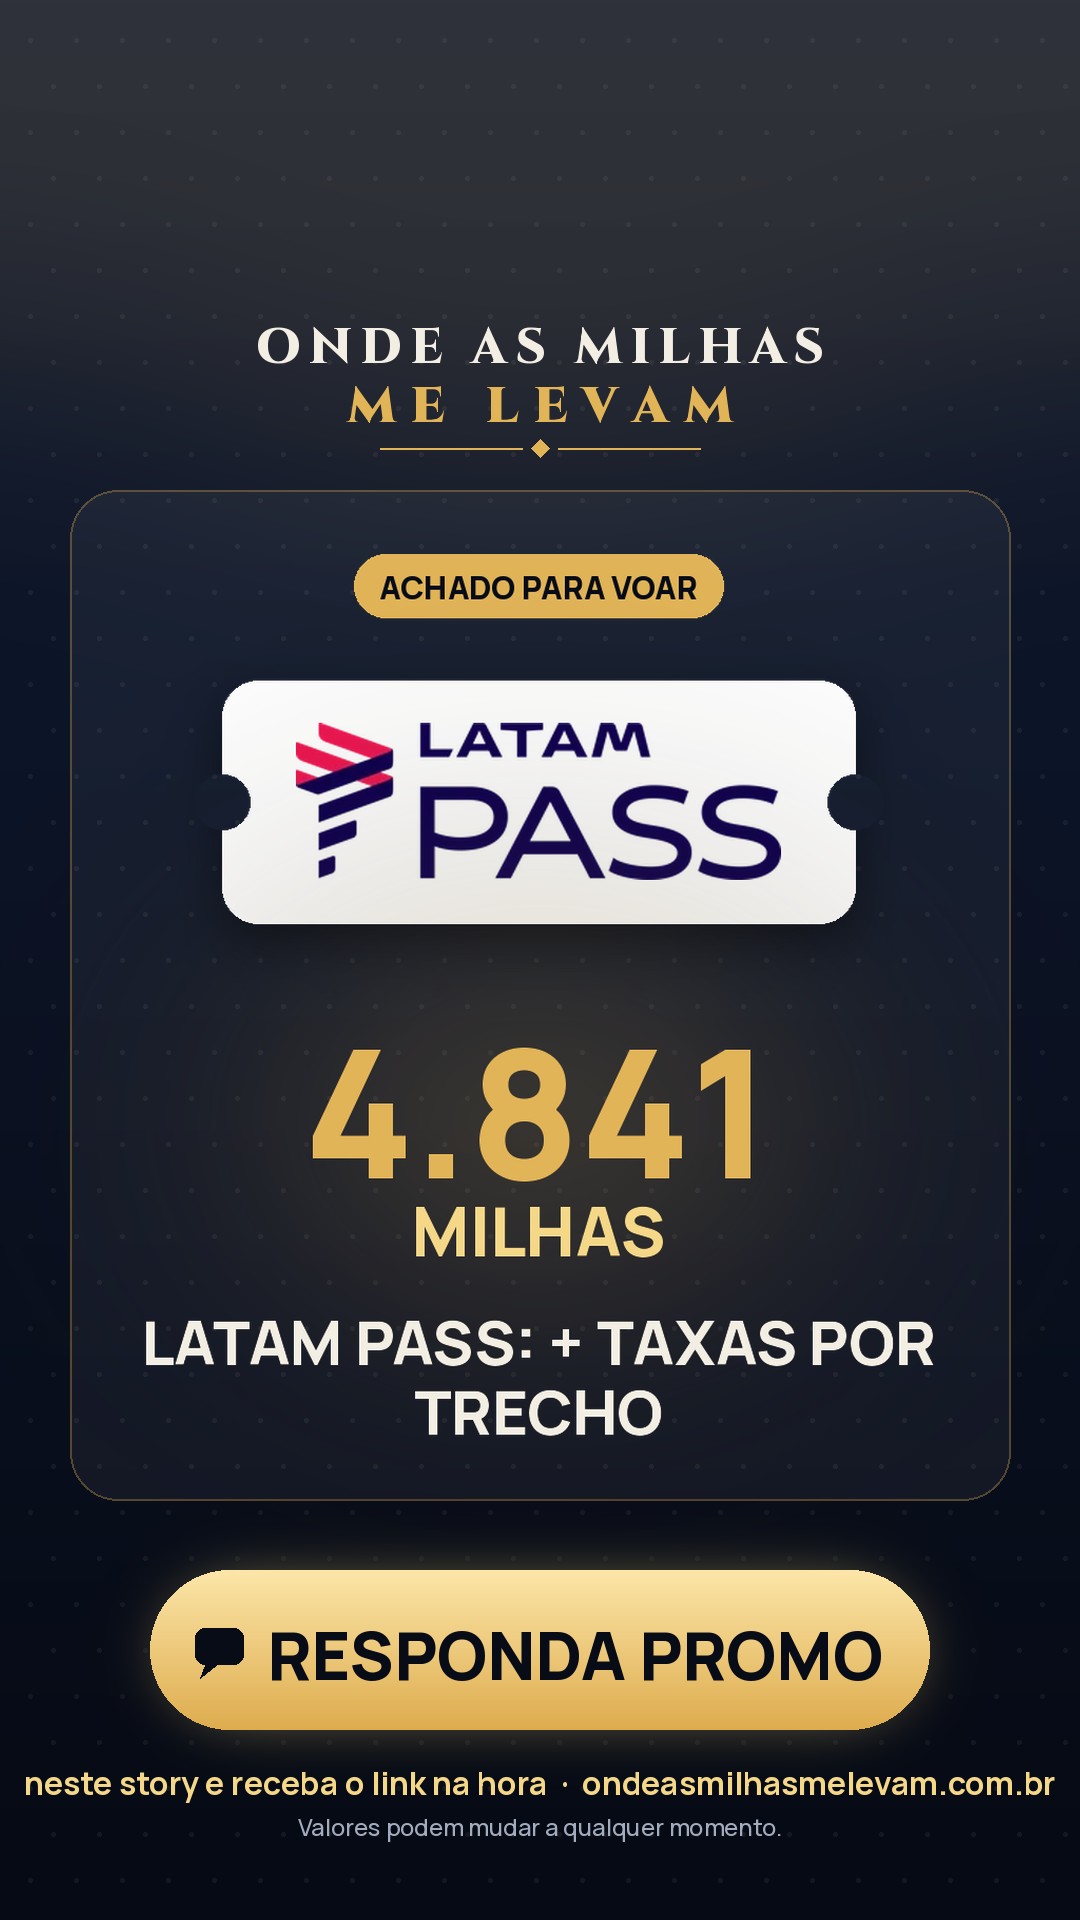 ONDE AS MILHAS
ME LEVAM
ACHADO PARA VOAR
LATAM
PASS
4.841
MILHAS
LATAM PASS: + TAXAS POR
TRECHO
RESPONDA PROMO
neste story e receba o link na hora · ondeasmilhasmelevam.com.br
Valores podem mudar a qualquer momento.